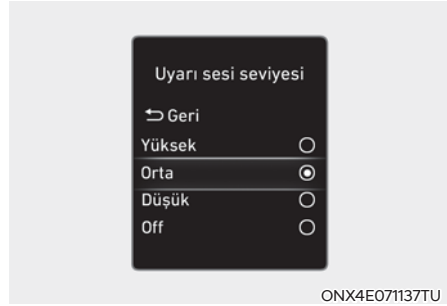 Uyarı sesi seviyesi
Geri
Yüksek
Orta
Düşük
Off
ONX4E071137TU